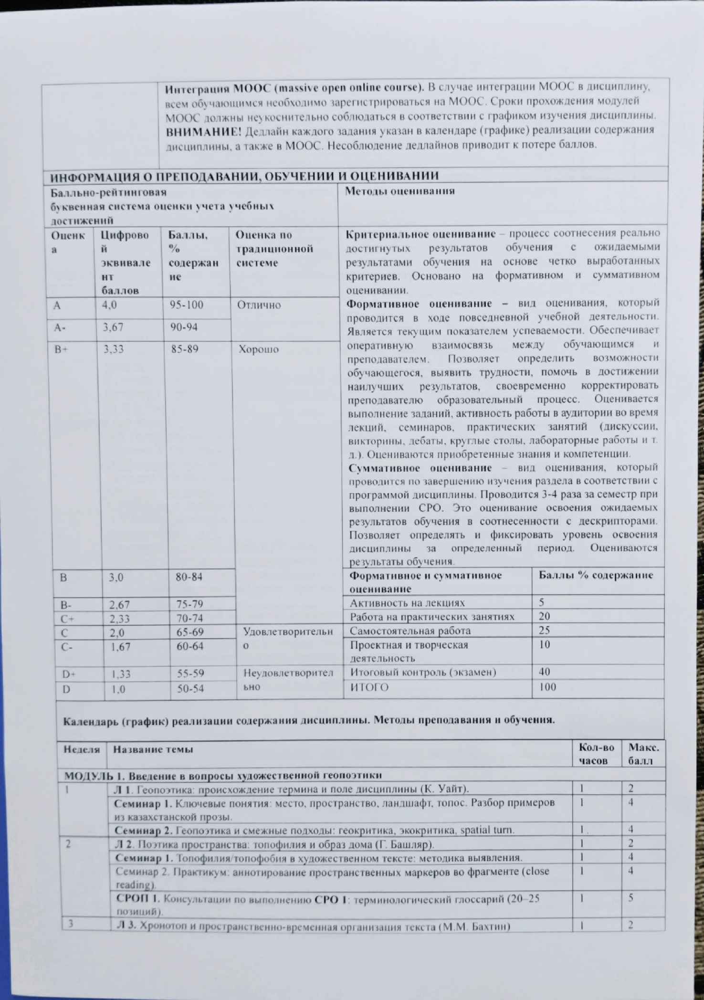 Интеграция МООС (massive open online course). В случае интеграции МООС в дисциплину,
всем обучающимся необходимо зарегистрироваться на МООС. Сроки прохождения модулей
МООС должны неукоснительно соблюдаться в соответствии с графиком изучения дисциплины.
ВНИМАНИЕ! Дедлайн каждого задания указан в календаре (графике) реализации содержания
дисциплины, а также в МООС. Несоблюдение дедлайнов приводит к потере баллов.
ИНФОРМАЦИЯ О ПРЕПОДАВАНИИ, ОБУЧЕНИИ И ОЦЕНИВАНИИ
Балльно-рейтинговая
буквенная система оценки учета учебных
достижений
Методы оценивания
Оценк
а
Цифрово
й
эквивале
нт
баллов
Баллы,
%
содержан
ие
Оценка по
традиционной
системе
Критериальное оценивание – процесс соотнесения реально
достигнутых результатов обучения с ожидаемыми
результатами обучения на основе четко выработанных
критериев. Основано на формативном и суммативном
оценивании.
A 4,0 95-100 Отлично
A- 3,67 90-94
B+ 3,33 85-89 Хорошо
Формативное оценивание – вид оценивания, который
проводится в ходе повседневной учебной деятельности.
Является текущим показателем успеваемости. Обеспечивает
оперативную взаимосвязь между обучающимся и
преподавателем. Позволяет определить возможности
обучающегося, выявить трудности, помочь в достижении
наилучших результатов, своевременно корректировать
преподавателю образовательный процесс. Оценивается
выполнение заданий, активность работы в аудитории во время
лекций, семинаров, практических занятий (дискуссии,
викторины, дебаты, круглые столы, лабораторные работы и т.
д.). Оцениваются приобретенные знания и компетенции.
Суммативное оценивание – вид оценивания, который
проводится по завершению изучения раздела в соответствии с
программой дисциплины. Проводится 3-4 раза за семестр при
выполнении СРО. Это оценивание освоения ожидаемых
результатов обучения в соотнесенности с дескрипторами.
Позволяет определять и фиксировать уровень освоения
дисциплины за определенный период. Оцениваются
результаты обучения.
B 3,0 80-84
Формативное и суммативное
оценивание
Баллы % содержание
B- 2,67 75-79 Активность на лекциях 5
C+ 2,33 70-74 Работа на практических занятиях 20
C 2,0 65-69 Удовлетворительн Самостоятельная работа 25
C- 1,67 60-64 о Проектная и творческая 10
деятельность
D+ 1,33 55-59 Неудовлетворител Итоговый контроль (экзамен) 40
D 1,0 50-54 ьно ИТОГО 100
Календарь (график) реализации содержания дисциплины. Методы преподавания и обучения.
Неделя Название темы
Кол-во
часов
Макс.
балл
МОДУЛЬ 1. Введение в вопросы художественной геопоэтики
1 Л 1. Геопоэтика: происхождение термина и поле дисциплины (К. Уайт). 1 2
Семинар 1. Ключевые понятия: место, пространство, ландшафт, топос. Разбор примеров 1 4
из казахстанской прозы.
Семинар 2. Геопоэтика и смежные подходы: геокритика, экокритика, spatial turn. 1 . 4
2 Л 2. Поэтика пространства: топофилия и образ дома (Г. Башляр). 1 2
Семинар 1. Топофилия/топофобия в художественном тексте: методика выявления. 1 4
Семинар 2. Практикум: аннотирование пространственных маркеров во фрагменте (close 1 4
reading).
СРОП 1. Консультации по выполнению СРО 1: терминологический глоссарий (20–25 1 5
позиций).
3 Л 3. Хронотоп и пространственно-временная организация текста (М.М. Бахтин) 1 2